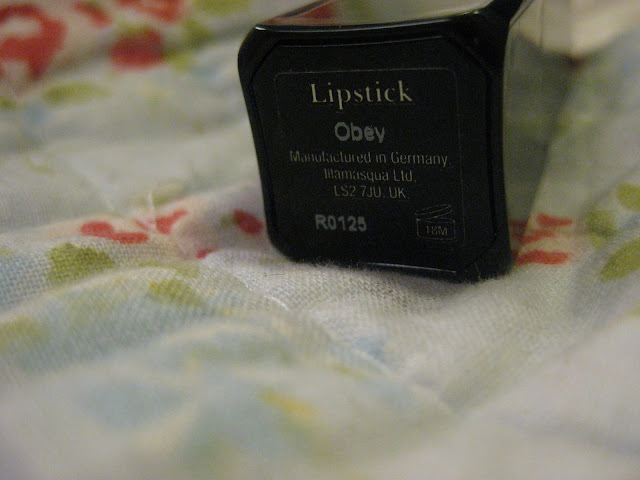 Lipstick
Obey
Manufactured in Germany.
Illamasqua Ltd.
LS2 7JU. UK.
R0125
18M